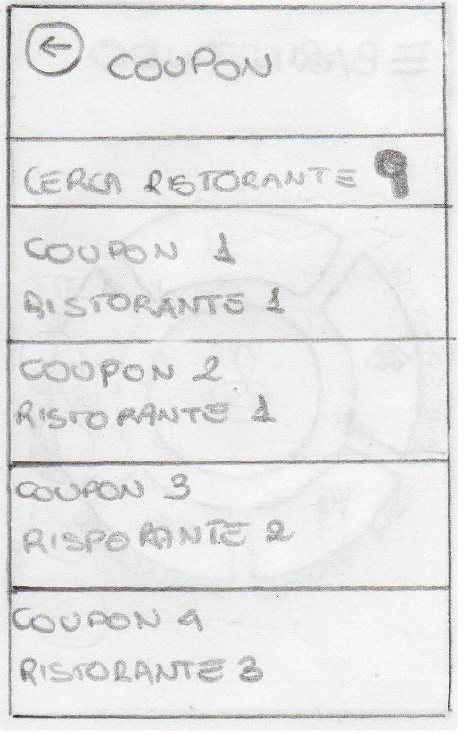 COUPON
CERCA RISTORANTE
COUPON 1
RISTORANTE 1
COUPON 2
RISTORANTE 1
COUPON 3
RISPORANTE 2
COUPON 4
RISTORANTE 3